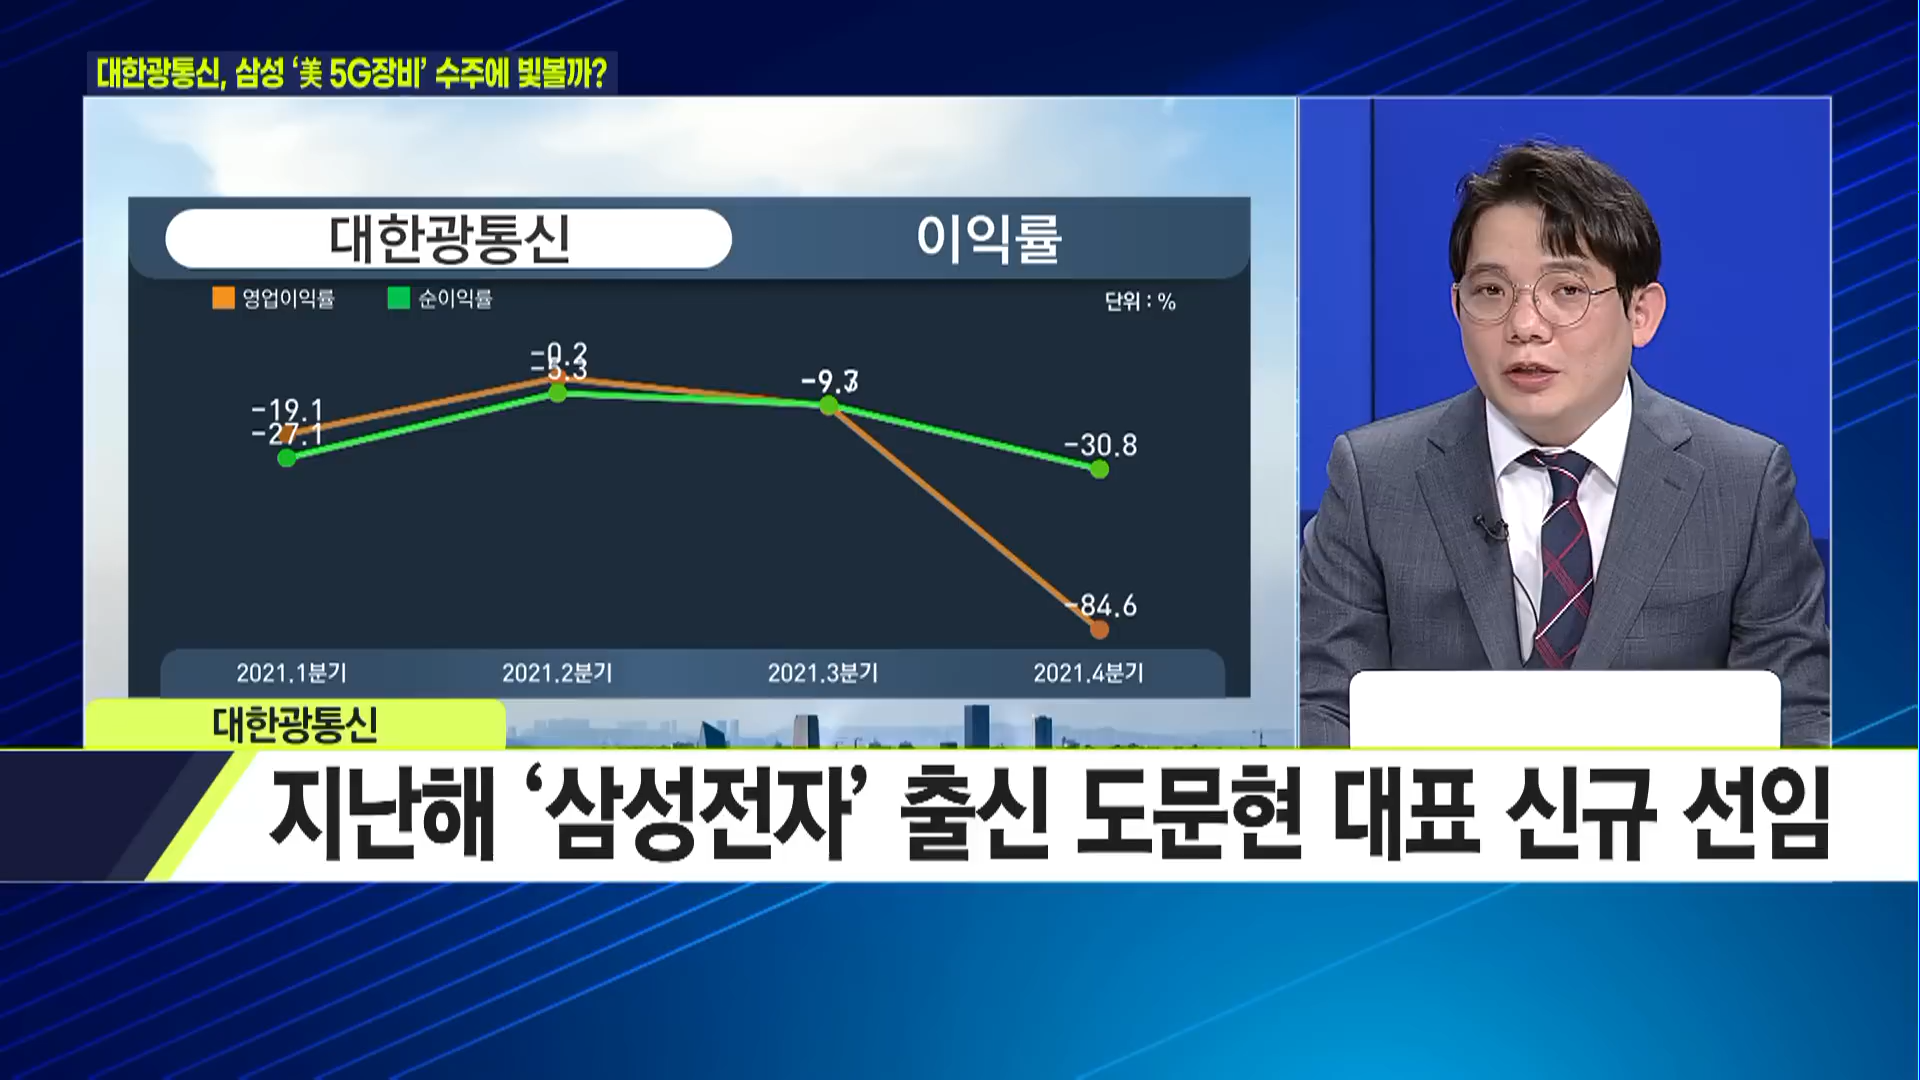 대한광통신, 삼성 ‘美 5G장비’ 수주에 빛볼까?
대한광통신
이익률
영업이익률
순이익률
단위 : %
-0.2
-5.3
-19.1
-27.1
-9.3
-30.8
-84.6
2021.1분기
2021.2분기
2021.3분기
2021.4분기
대한광통신
지난해 ‘삼성전자’ 출신 도문현 대표 신규 선임